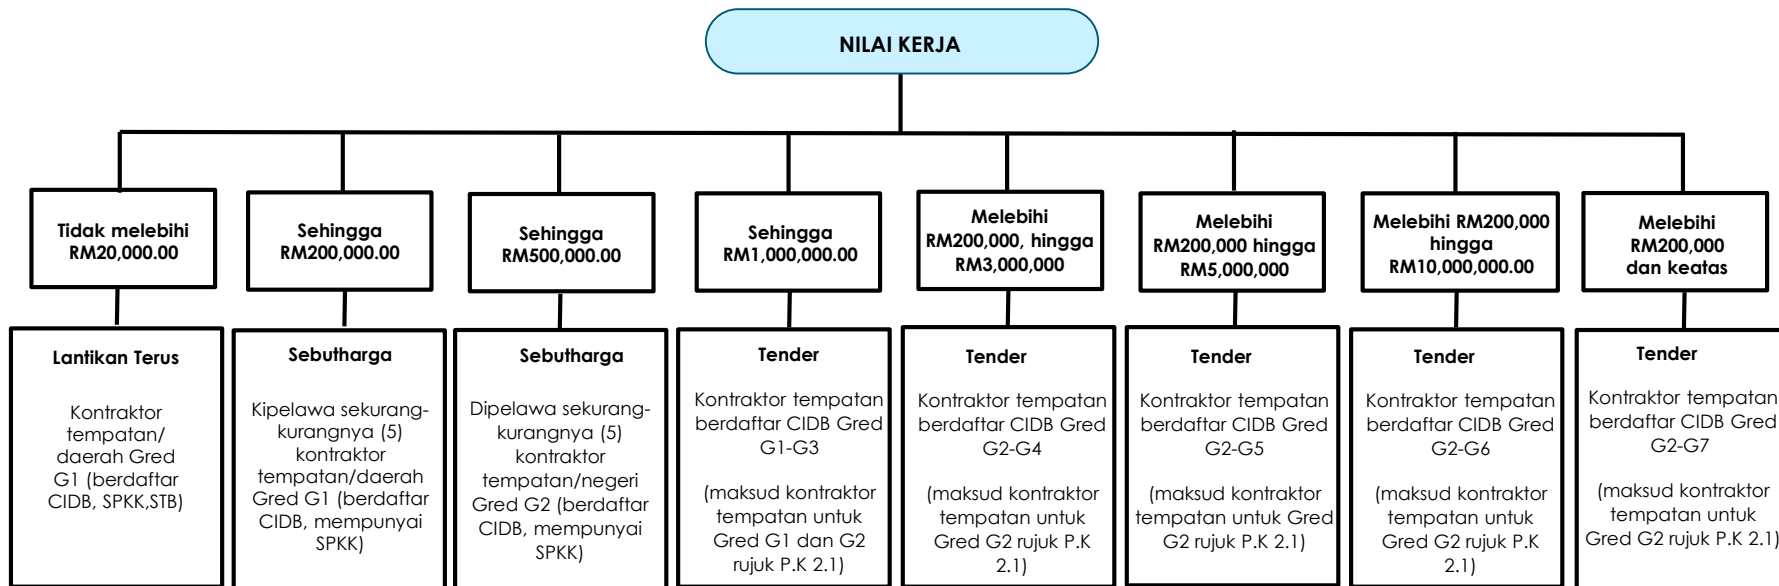 NILAI KERJA
Tidak melebihi
RM20,000.00
Sehingga
RM200,000.00
Sehingga
RM500,000.00
Sehingga
RM1,000,000.00
Melebihi
RM200,000, hingga
RM3,000,000
Melebihi
RM200,000 hingga
RM5,000,000
Melebihi RM200,000
hingga
RM10,000,000.00
Melebihi
RM200,000
dan keatas
Lantikan Terus
Kontraktor
tempatan/
daerah Gred
G1 (berdaftar
CIDB, SPKK,STB)
Sebutharga
Kipelawa sekurang-
kurangnya (5)
kontraktor
tempatan/daerah
Gred G1 (berdaftar
CIDB, mempunyai
SPKK)
Sebutharga
Dipelawa sekurang-
kurangnya (5)
kontraktor
tempatan/negeri
Gred G2 (berdaftar
CIDB, mempunyai
SPKK)
Tender
Kontraktor tempatan
berdaftar CIDB Gred
G1-G3
(maksud kontraktor
tempatan untuk
Gred G1 dan G2
rujuk P.K 2.1)
Tender
Kontraktor tempatan
berdaftar CIDB Gred
G2-G4
(maksud kontraktor
tempatan untuk
Gred G2 rujuk P.K
2.1)
Tender
Kontraktor tempatan
berdaftar CIDB Gred
G2-G5
(maksud kontraktor
tempatan untuk Gred
G2 rujuk P.K 2.1)
Tender
Kontraktor tempatan
berdaftar CIDB Gred
G2-G6
(maksud kontraktor
tempatan untuk
Gred G2 rujuk P.K
2.1)
Tender
Kontraktor tempatan
berdaftar CIDB Gred
G2-G7
(maksud kontraktor
tempatan untuk
Gred G2 rujuk P.K 2.1)